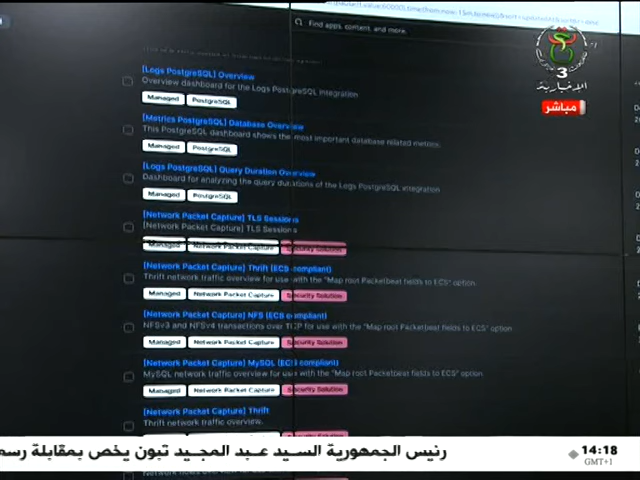 Find apps, content, and more.
3
الإخبارية
مباشر
[Logs PostgreSQL] Overview
Overview dashboard for the Logs PostgreSQL integration
Managed PostgreSQL
[Metrics PostgreSQL] Database Overview
This PostgreSQL dashboard shows the most important database related metrics.
Managed PostgreSQL
[Logs PostgreSQL] Query Duration Overview
Dashboard for analyzing the query durations of the Logs PostgreSQL integration
Managed PostgreSQL
[Network Packet Capture] TLS Sessions
[Network Packet Capture] TLS Sessions
Managed Network Packet Capture Security Solution
[Network Packet Capture] Thrift (ECS compliant)
Thrift network traffic overview for use with the "Map root Packetbeat fields to ECS" option.
Managed Network Packet Capture Security Solution
[Network Packet Capture] NFS (ECS compliant)
NFSv3 and NFSv4 transactions over TCP for use with the "Map root Packetbeat fields to ECS" option.
Managed Network Packet Capture Security Solution
[Network Packet Capture] MySQL (ECS compliant)
MySQL network traffic overview for use with the "Map root Packetbeat fields to ECS" option.
Managed Network Packet Capture Security Solution
[Network Packet Capture] Thrift
Thrift network traffic overview.
رئيس الجمهورية السيد عبد المجيد تبون يخص بمقابلة رسم
14:18
GMT+1